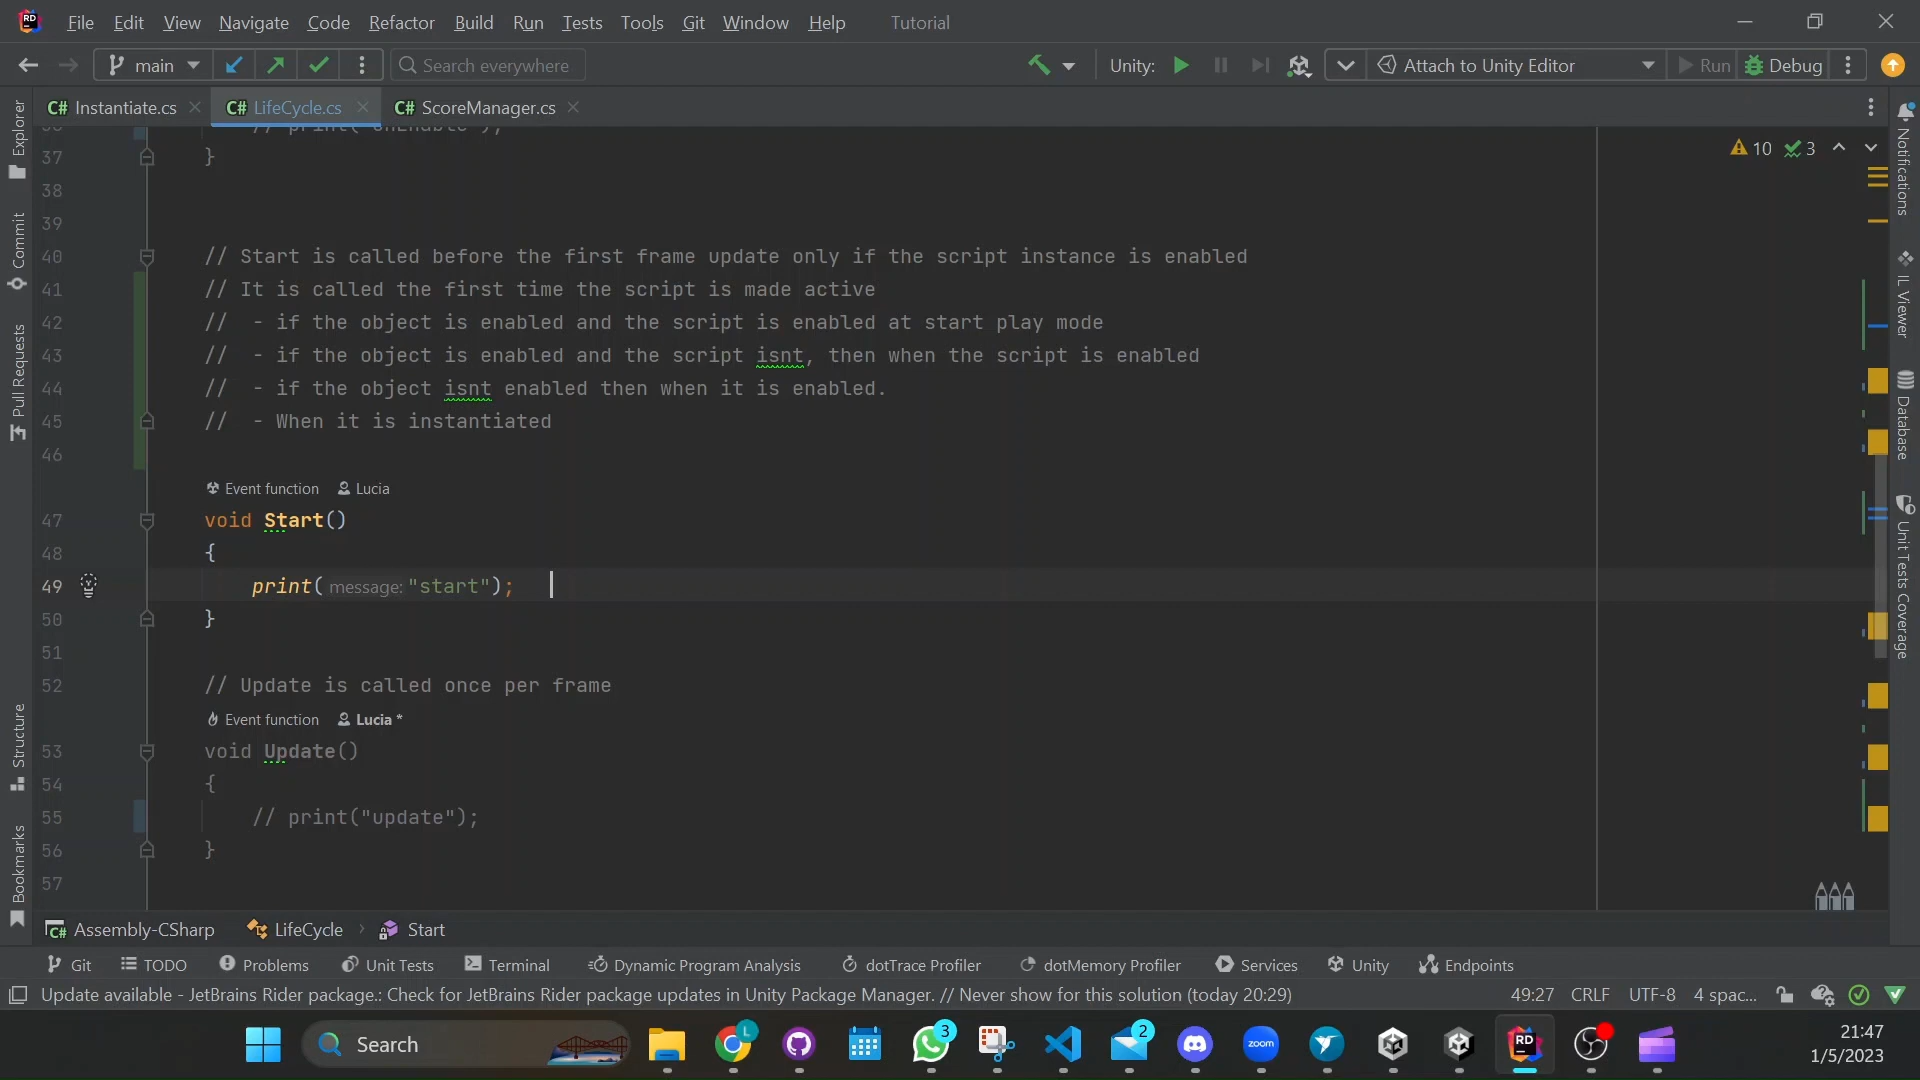 File Edit View Navigate Code Refactor Build Run Tests Tools Git Window Help Tutorial
main Search everywhere Unity: Attach to Unity Editor Run Debug
C# Instantiate.cs C# LifeCycle.cs C# ScoreManager.cs
// print("onEnable");
37 }
10 3
38
39
40 // Start is called before the first frame update only if the script instance is enabled
41 // It is called the first time the script is made active
42 // - if the object is enabled and the script is enabled at start play mode
43 // - if the object is enabled and the script isnt, then when the script is enabled
44 // - if the object isnt enabled then when it is enabled.
45 // - When it is instantiated
46
Event function Lucia
47 void Start()
48 {
49 print( message: "start");
50 }
51
52 // Update is called once per frame
Event function Lucia *
53 void Update()
54 {
55 // print("update");
56 }
57
Explorer
Commit
Pull Requests
Structure
Bookmarks
Notifications
IL Viewer
Database
Unit Tests Coverage
C# Assembly-CSharp LifeCycle › Start
Git TODO Problems Unit Tests Terminal Dynamic Program Analysis dotTrace Profiler dotMemory Profiler Services Unity Endpoints
Update available - JetBrains Rider package.: Check for JetBrains Rider package updates in Unity Package Manager. // Never show for this solution (today 20:29) 49:27 CRLF UTF-8 4 spac...
Search L 3 2 zoom RD 21:47
1/5/2023